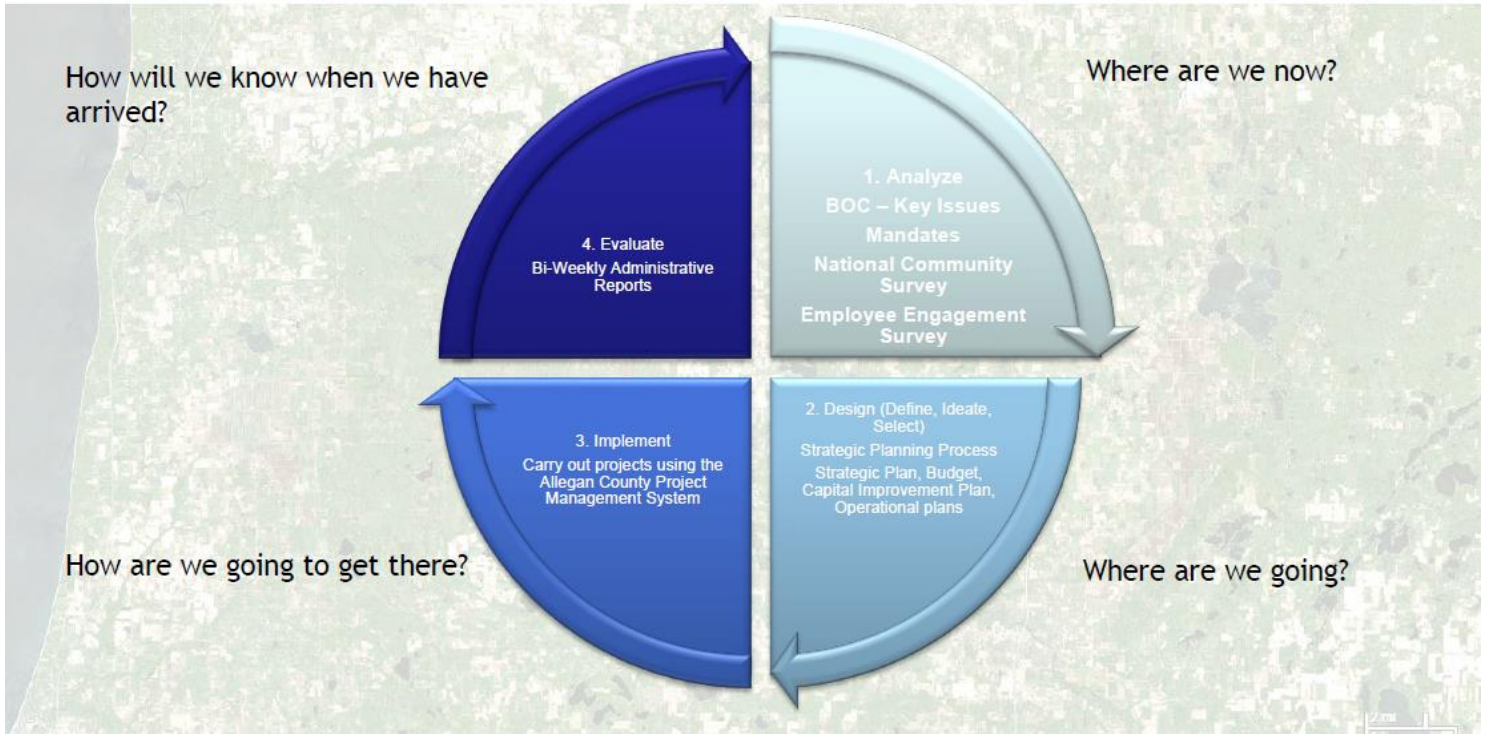 How will we know when we have
arrived?
Where are we now?
1. Analyze
BOC – Key Issues
Mandates
National Community
Survey
Employee Engagement
Survey
4. Evaluate
Bi-Weekly Administrative
Reports
2. Design (Define, Ideate,
Select)
Strategic Planning Process
Strategic Plan, Budget,
Capital Improvement Plan,
Operational plans
3. Implement
Carry out projects using the
Allegan County Project
Management System
How are we going to get there?
Where are we going?